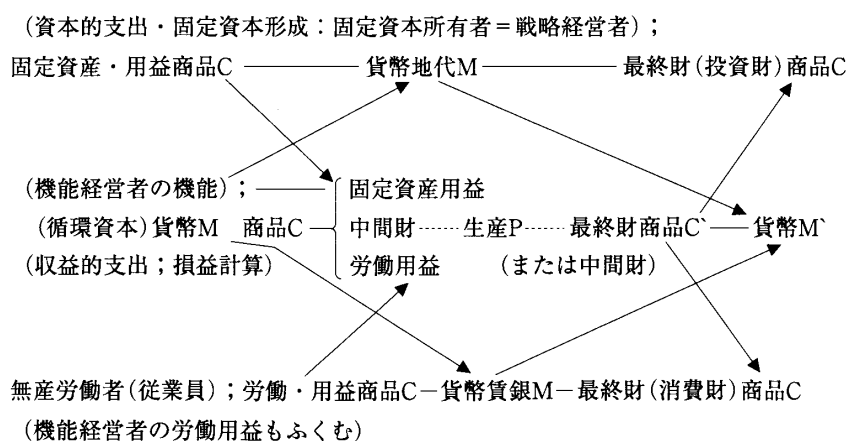 (資本的支出・固定資本形成：固定資本所有者＝戦略経営者)；
固定資産・用益商品C ──── 貨幣地代M ──── 最終財(投資財)商品C
(機能経営者の機能)；── 固定資産用益
(循環資本)貨幣M 商品C─ 中間財……生産P……最終財商品C`─貨幣M`
(収益的支出；損益計算) 労働用益 (または中間財)
無産労働者(従業員)；労働・用益商品C－貨幣賃銀M－最終財(消費財)商品C
(機能経営者の労働用益もふくむ)